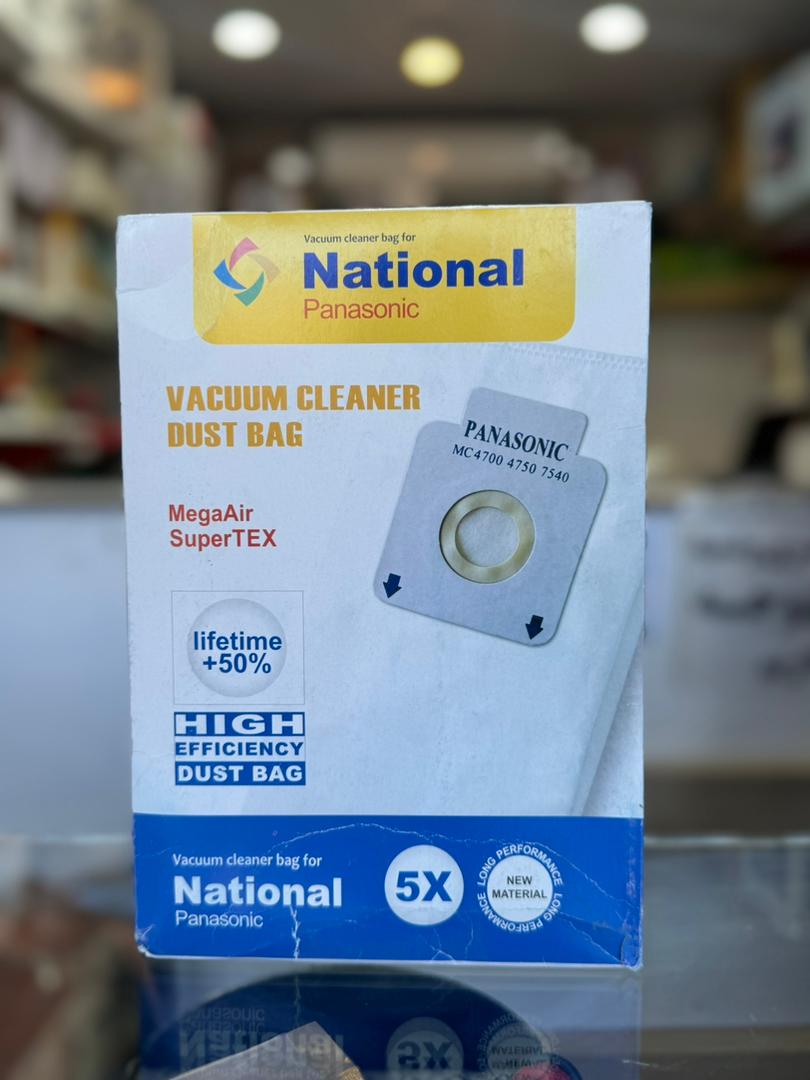 Vacuum cleaner bag for
National
Panasonic
VACUUM CLEANER
DUST BAG
PANASONIC
MC4700 4750 7540
MegaAir
SuperTEX
lifetime
+50%
HIGH
EFFICIENCY
DUST BAG
Vacuum cleaner bag for
National
Panasonic
5X
LONG PERFORMANCE
NEW
MATERIAL
LONG PERFORMANCE